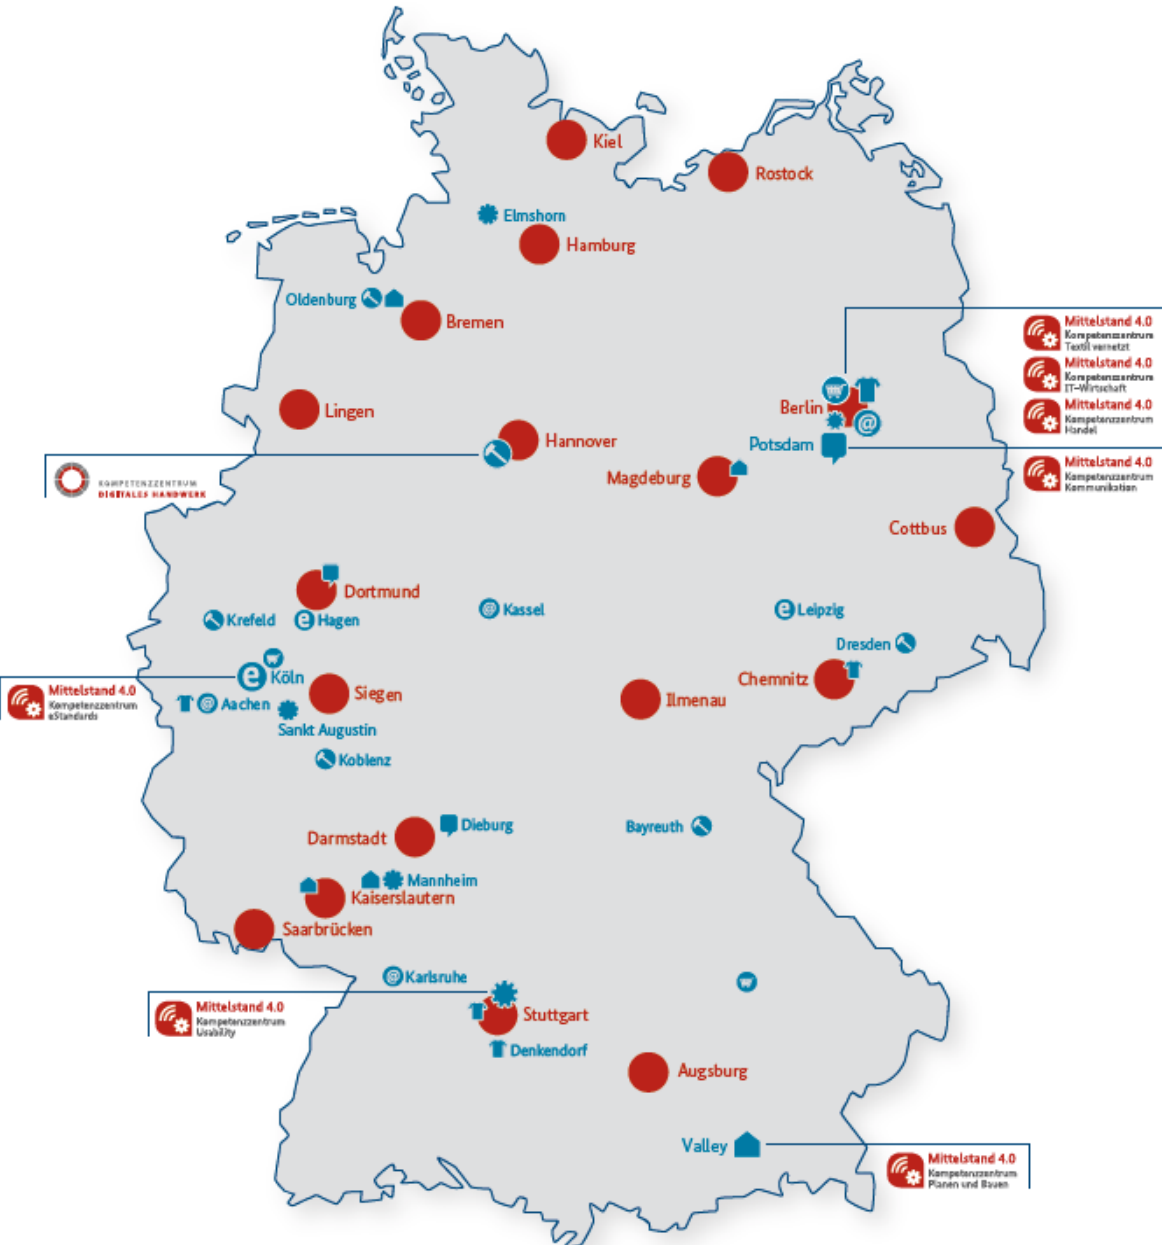 Kiel
Rostock
Elmshorn
Hamburg
Oldenburg
Bremen
Mittelstand 4.0
Kompetenzzentrum
Textil vernetzt
Mittelstand 4.0
Kompetenzzentrum
IT-Wirtschaft
Mittelstand 4.0
Kompetenzzentrum
Handel
Berlin
@
Lingen
Hannover
Potsdam
Mittelstand 4.0
Kompetenzzentrum
Kommunikation
Magdeburg
KOMPETENZZENTRUM
DIGITALES HANDWERK
Cottbus
Dortmund
@ Kassel
e Leipzig
Krefeld
e Hagen
Dresden
e Köln
Chemnitz
Mittelstand 4.0
Kompetenzzentrum
eStandards
Siegen
Ilmenau
@ Aachen
Sankt Augustin
Koblenz
Dieburg
Bayreuth
Darmstadt
Mannheim
Kaiserslautern
Saarbrücken
@ Karlsruhe
Mittelstand 4.0
Kompetenzzentrum
Usability
Stuttgart
Denkendorf
Augsburg
Valley
Mittelstand 4.0
Kompetenzzentrum
Planen und Bauen